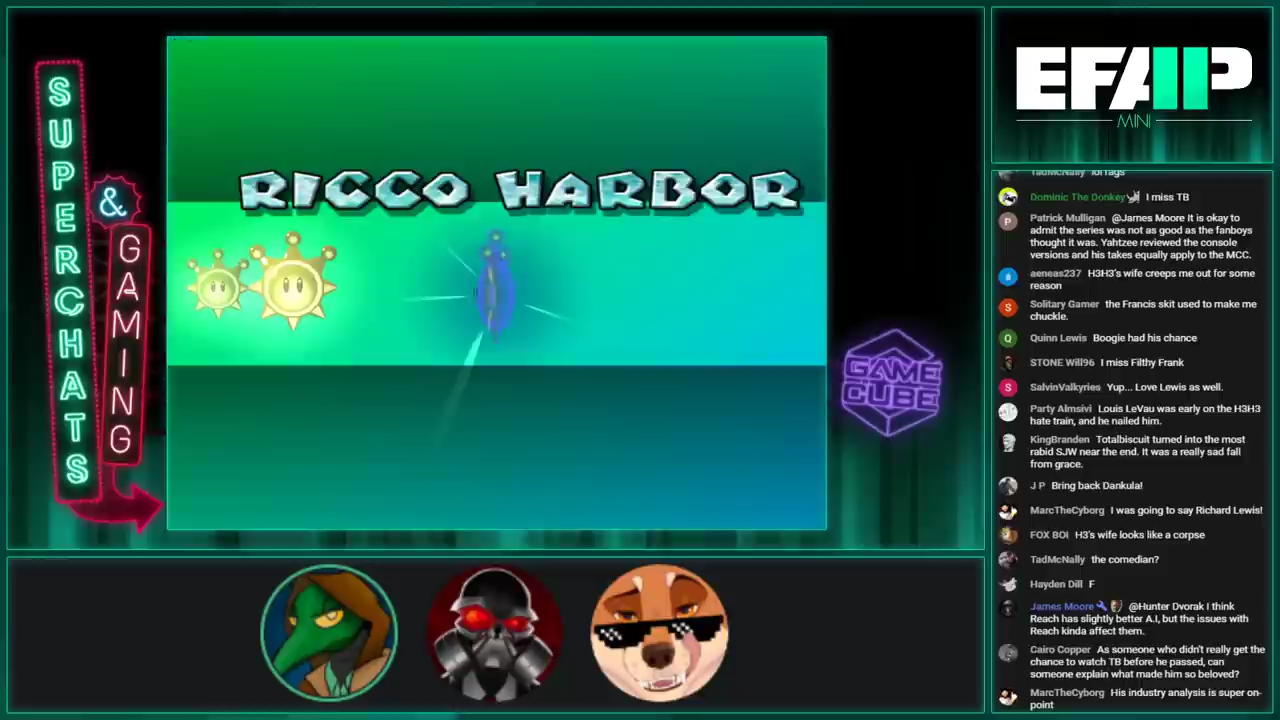 SUPERCHATS
&
GAMING
RICCO HARBOR
GAME
CUBE
EFAP
MINI
TadMcNally lol fags
Dominic The Donkey I miss TB
Patrick Mulligan @James Moore It is okay to
admit the series was not as good as the fanboys
thought it was. Yahtzee reviewed the console
versions and his takes equally apply to the MCC.
aeneas237 H3H3's wife creeps me out for some
reason
Solitary Gamer the Francis skit used to make me
chuckle.
Quinn Lewis Boogie had his chance
STONE Will96 I miss Filthy Frank
SalvinValkyries Yup... Love Lewis as well.
Party Almsivi Louis LeVau was early on the H3H3
hate train, and he nailed him.
KingBranden Totalbiscuit turned into the most
rabid SJW near the end. It was a really sad fall
from grace.
J P Bring back Dankula!
MarcTheCyborg I was going to say Richard Lewis!
FOX BOI H3's wife looks like a corpse
TadMcNally the comedian?
Hayden Dill F
James Moore @Hunter Dvorak I think
Reach has slightly better A.I, but the issues with
Reach kinda affect them.
Cairo Copper As someone who didn't really get the
chance to watch TB before he passed, can
someone explain what made him so beloved?
MarcTheCyborg His industry analysis is super on-
point